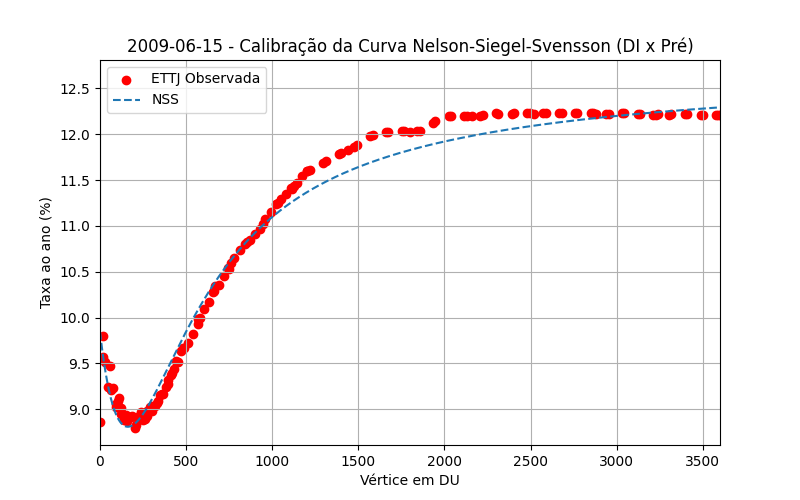 2009-06-15 - Calibração da Curva Nelson-Siegel-Svensson (DI x Pré)
ETTJ Observada
NSS
Taxa ao ano (%)
12.5
12.0
11.5
11.0
10.5
10.0
9.5
9.0
0 500 1000 1500 2000 2500 3000 3500
Vértice em DU